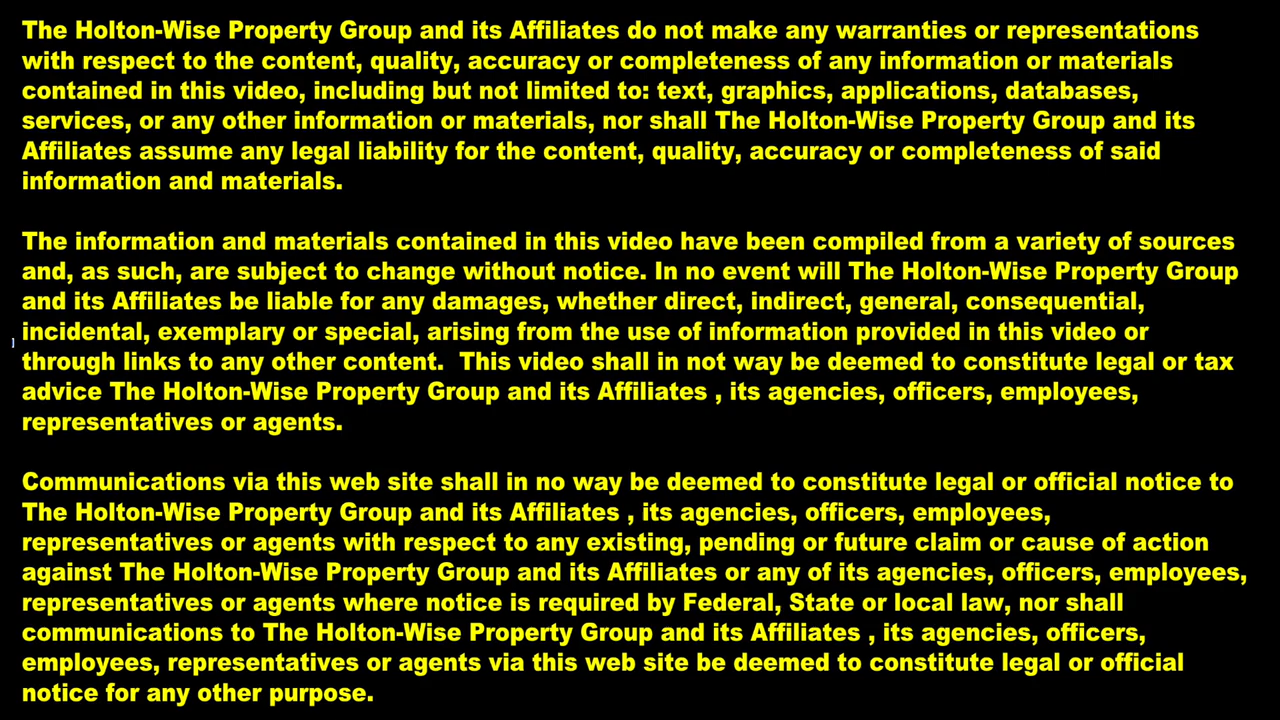 The Holton-Wise Property Group and its Affiliates do not make any warranties or representations
with respect to the content, quality, accuracy or completeness of any information or materials
contained in this video, including but not limited to: text, graphics, applications, databases,
services, or any other information or materials, nor shall The Holton-Wise Property Group and its
Affiliates assume any legal liability for the content, quality, accuracy or completeness of said
information and materials.
The information and materials contained in this video have been compiled from a variety of sources
and, as such, are subject to change without notice. In no event will The Holton-Wise Property Group
and its Affiliates be liable for any damages, whether direct, indirect, general, consequential,
incidental, exemplary or special, arising from the use of information provided in this video or
through links to any other content.  This video shall in not way be deemed to constitute legal or tax
advice The Holton-Wise Property Group and its Affiliates , its agencies, officers, employees,
representatives or agents.
Communications via this web site shall in no way be deemed to constitute legal or official notice to
The Holton-Wise Property Group and its Affiliates , its agencies, officers, employees,
representatives or agents with respect to any existing, pending or future claim or cause of action
against The Holton-Wise Property Group and its Affiliates or any of its agencies, officers, employees,
representatives or agents where notice is required by Federal, State or local law, nor shall
communications to The Holton-Wise Property Group and its Affiliates , its agencies, officers,
employees, representatives or agents via this web site be deemed to constitute legal or official
notice for any other purpose.